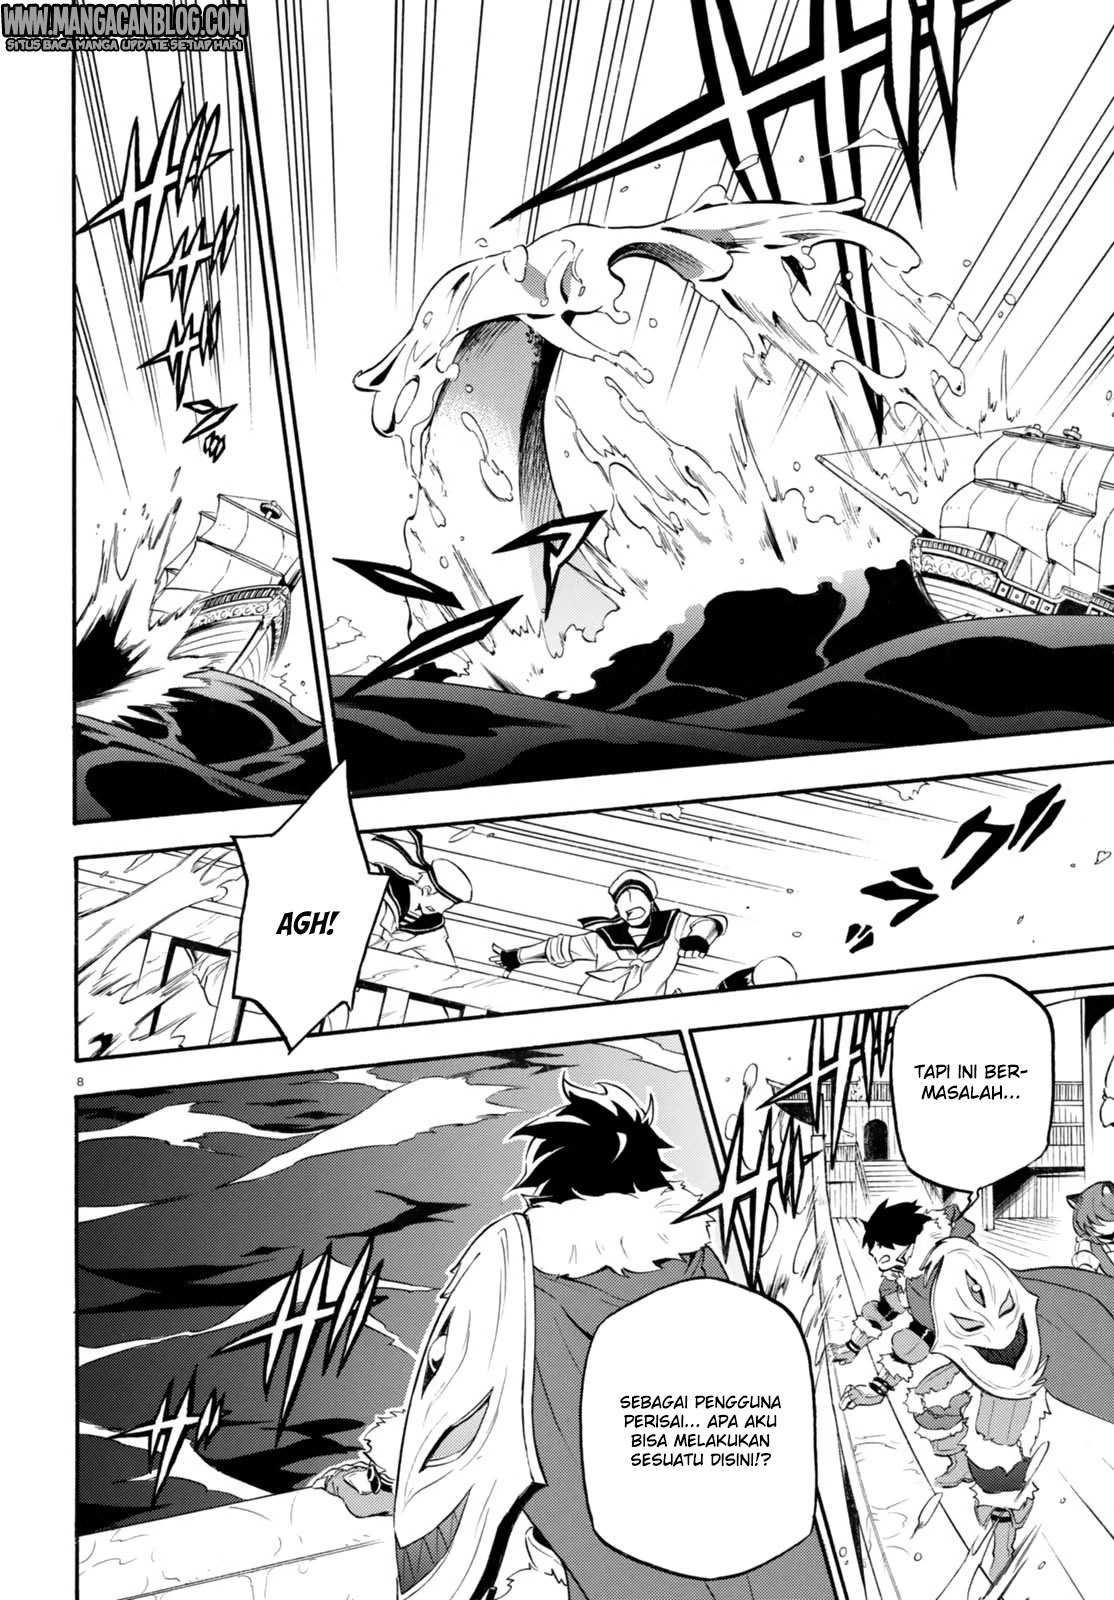 WWW.MANGACANBLOG.COM
SITUS BACA MANGA UPDATE SETIAP HARI
AGH!
TAPI INI BER-
MASALAH...
SEBAGAI PENGGUNA
PERISAI... APA AKU
BISA MELAKUKAN
SESUATU DISINI!?
8